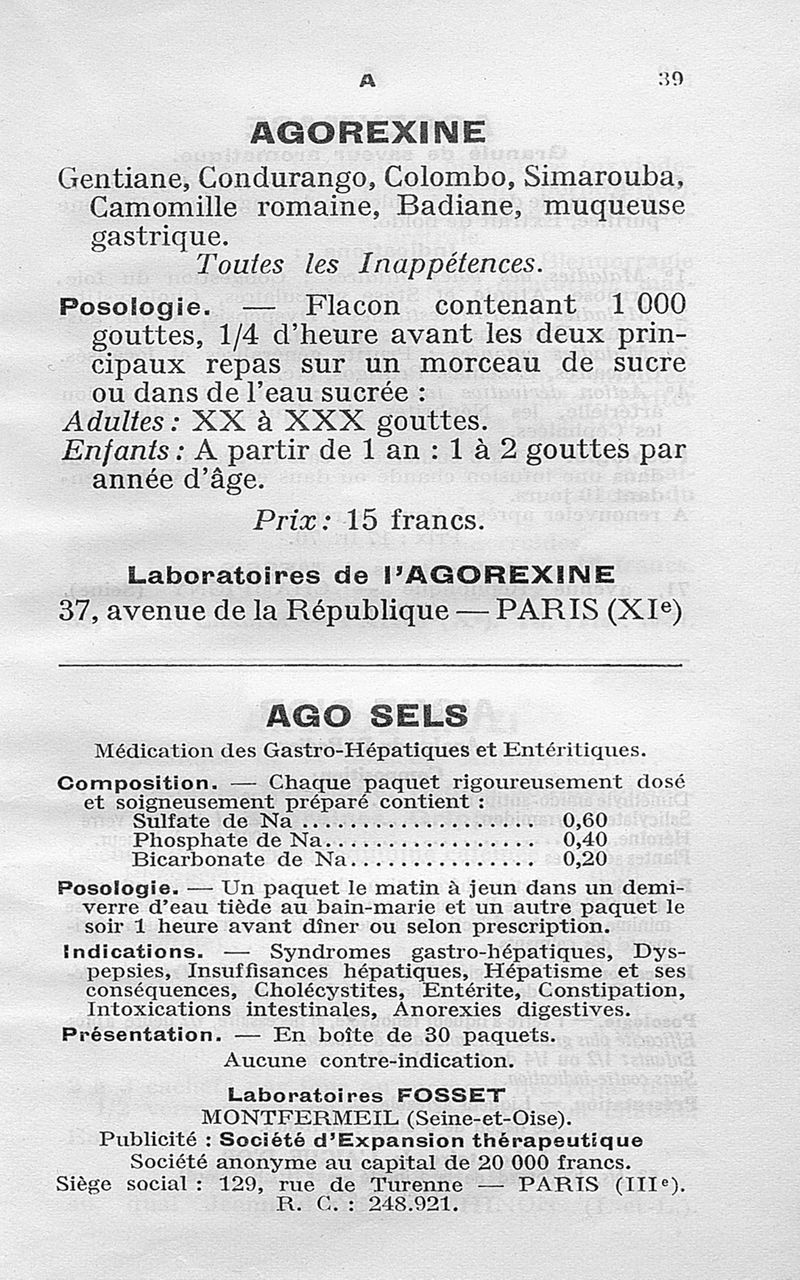 A
39
AGOREXINE
Gentiane, Condurango, Colombo, Simarouba,
Camomille romaine, Badiane, muqueuse
gastrique.
Toutes les Inappétences.
Posologie. — Flacon contenant 1 000
gouttes, 1/4 d'heure avant les deux prin-
cipaux repas sur un morceau de sucre
ou dans de l'eau sucrée :
Adultes : XX à XXX gouttes.
Enfants : A partir de 1 an : 1 à 2 gouttes par
année d'âge.
Prix : 15 francs.
Laboratoires de l'AGOREXINE
37, avenue de la République — PARIS (XIe)
AGO SELS
Médication des Gastro-Hépatiques et Entéritiques.
Composition. — Chaque paquet rigoureusement dosé
et soigneusement préparé contient :
Sulfate de Na .................... 0,60
Phosphate de Na.................. 0,40
Bicarbonate de Na................ 0,20
Posologie. — Un paquet le matin à jeun dans un demi-
verre d'eau tiède au bain-marie et un autre paquet le
soir 1 heure avant dîner ou selon prescription.
Indications. — Syndromes gastro-hépatiques, Dys-
pepsies, Insuffisances hépatiques, Hépatisme et ses
conséquences, Cholécystites, Entérite, Constipation,
Intoxications intestinales, Anorexies digestives.
Présentation. — En boîte de 30 paquets.
Aucune contre-indication.
Laboratoires FOSSET
MONTFERMEIL (Seine-et-Oise).
Publicité : Société d'Expansion thérapeutique
Société anonyme au capital de 20 000 francs.
Siège social : 129, rue de Turenne — PARIS (IIIe).
R. C. : 248.921.